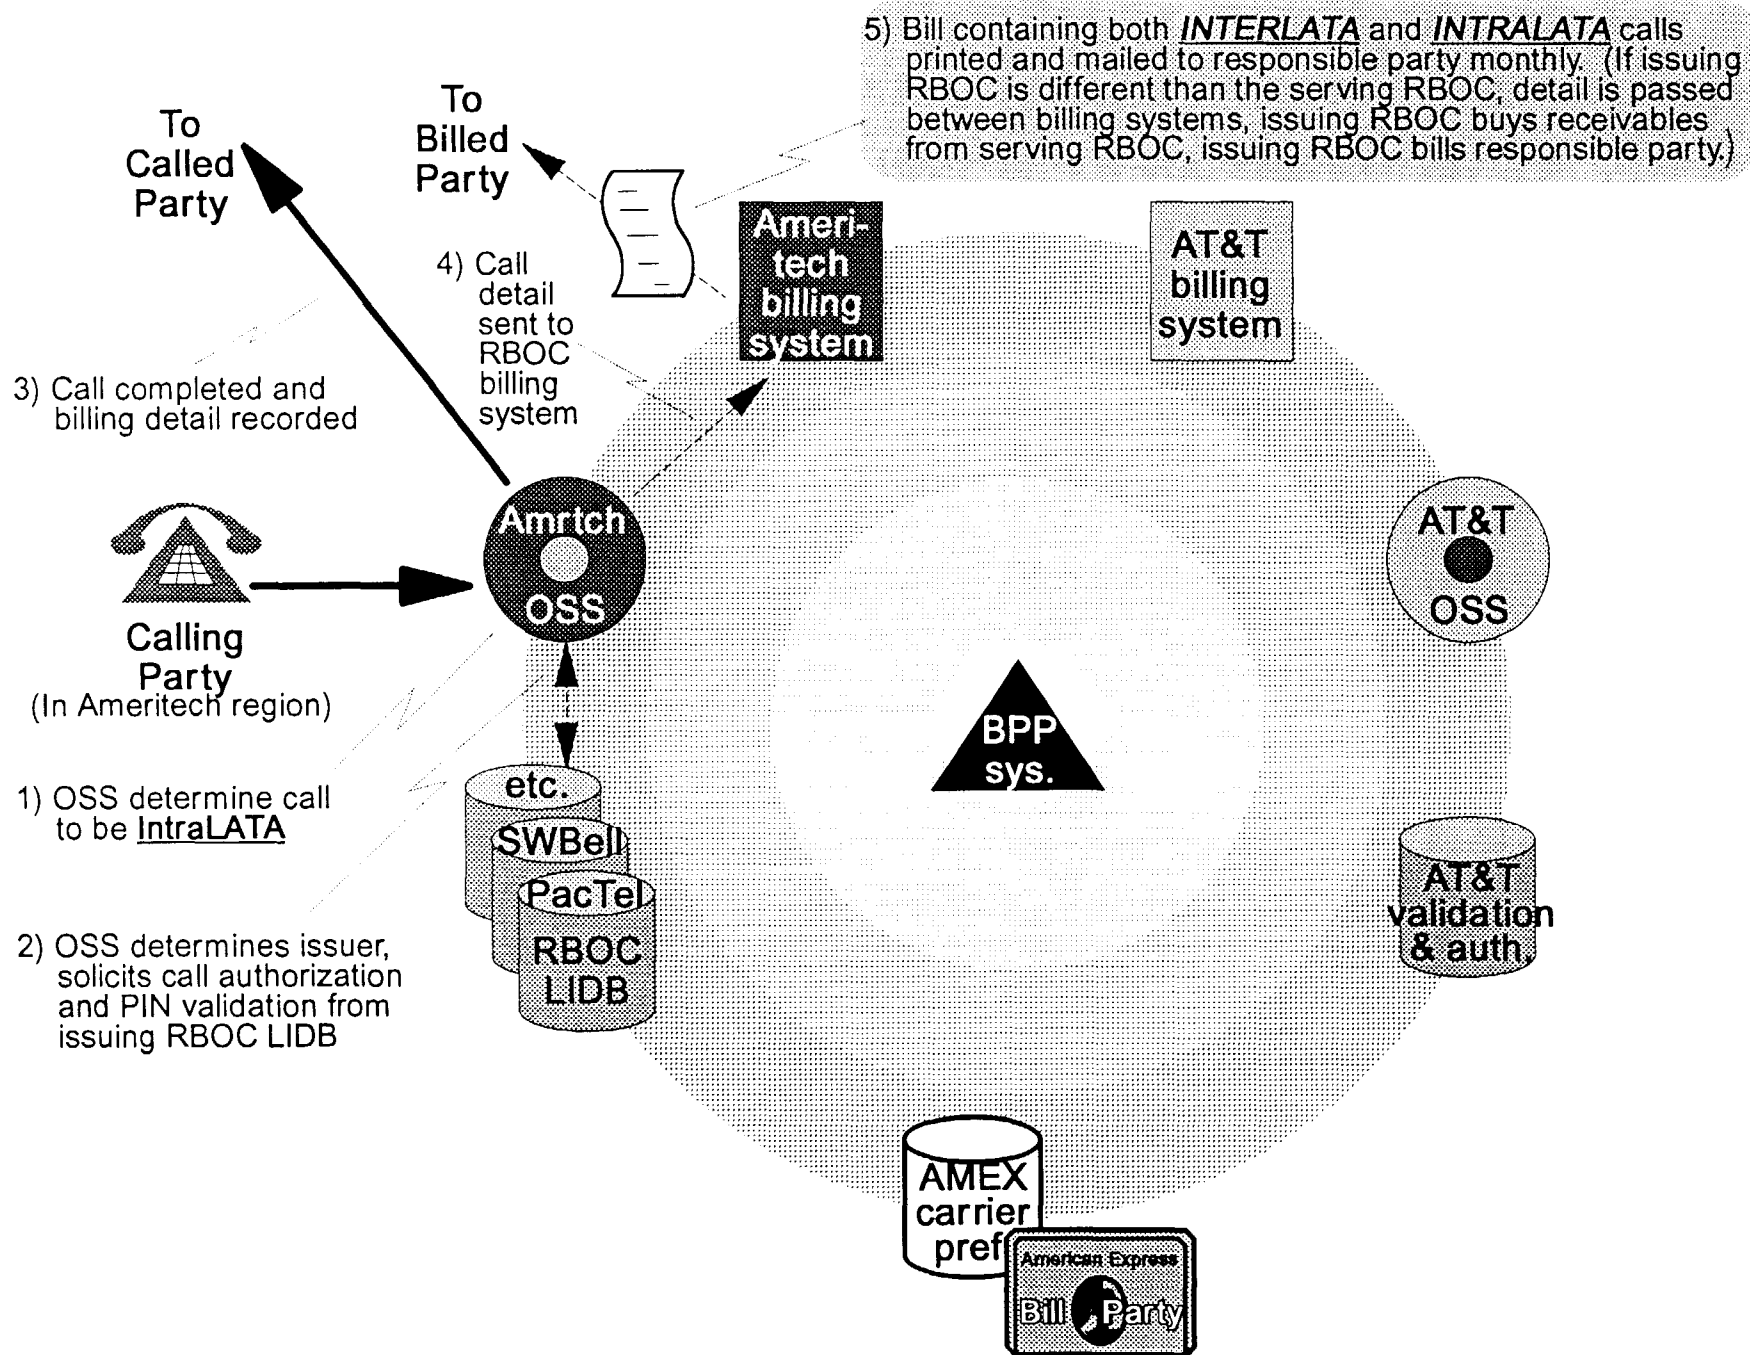 5) Bill containing both INTERLATA and INTRALATA calls
printed and mailed to responsible party monthly. (If issuing
RBOC is different than the serving RBOC, detail is passed
between billing systems, issuing RBOC buys receivables
from serving RBOC, issuing RBOC bills responsible party.)
To
Called
Party
To
Billed
Party
Ameri-
tech
billing
system
AT&T
billing
system
4) Call
detail
sent to
RBOC
billing
system
3) Call completed and
billing detail recorded
Amrtch
OSS
AT&T
OSS
Calling
Party
(In Ameritech region)
BPP
sys.
1) OSS determine call
to be IntraLATA
etc.
SWBell
PacTel
RBOC
LIDB
AT&T
validation
& auth.
2) OSS determines issuer,
solicits call authorization
and PIN validation from
issuing RBOC LIDB
AMEX
carrier
pref
American Express
Bill Party